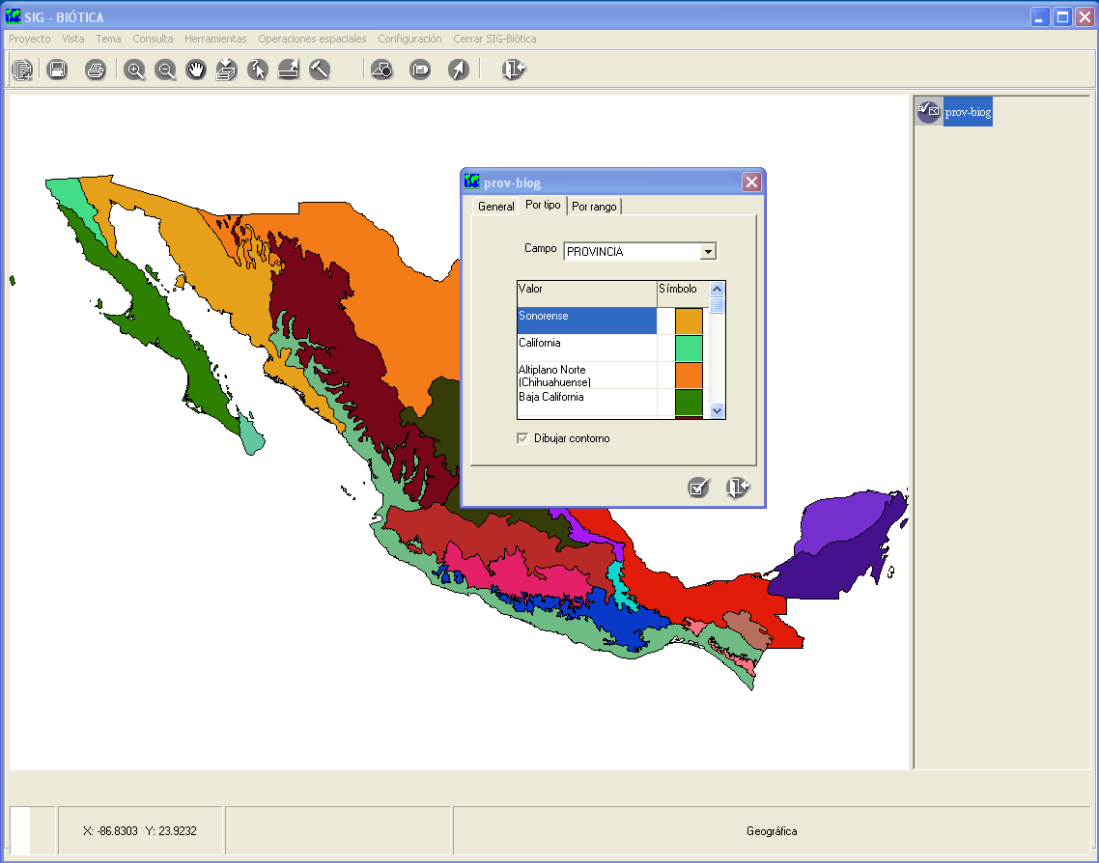 SIG - BIÓTICA
Proyecto Vista Tema Consulta Herramientas Operaciones espaciales Configuración Cerrar SIG-Biótica
prov-biog
prov-biog
General Por tipo Por rango
Campo PROVINCIA
Valor Símbolo
Sonorense
California
Altiplano Norte
(Chihuahuense)
Baja California
Dibujar contorno
X: -86.8303 Y: 23.9232
Geográfica